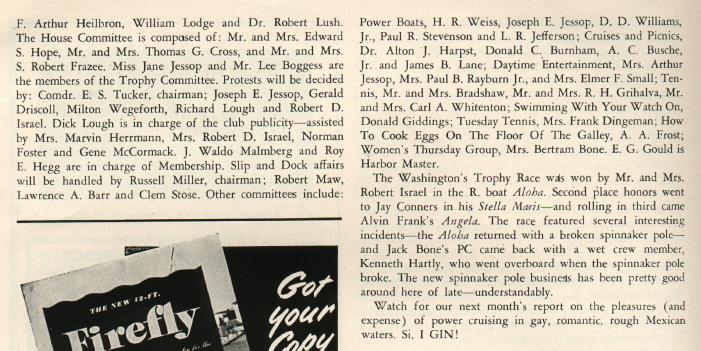 F. Arthur Heilbron, William Lodge and Dr. Robert Lush.
The House Committee is composed of: Mr. and Mrs. Edward
S. Hope, Mr. and Mrs. Thomas G. Cross, and Mr. and Mrs.
S. Robert Frazee. Miss Jane Jessop and Mr. Lee Boggess are
the members of the Trophy Committee. Protests will be decided
by: Comdr. E. S. Tucker, chairman; Joseph E. Jessop, Gerald
Driscoll, Milton Wegeforth, Richard Lough and Robert D.
Israel. Dick Lough is in charge of the club publicity—assisted
by Mrs. Marvin Herrmann, Mrs. Robert D. Israel, Norman
Foster and Gene McCormack. J. Waldo Malmberg and Roy
E. Hegg are in charge of Membership. Slip and Dock affairs
will be handled by Russell Miller, chairman; Robert Maw,
Lawrence A. Barr and Clem Stose. Other committees include:
THE NEW 12-FT.
Firefly
for the
Got
your
Copy
Power Boats, H. R. Weiss, Joseph E. Jessop, D. D. Williams,
Jr., Paul R. Stevenson and L. R. Jefferson; Cruises and Picnics,
Dr. Alton J. Harpst, Donald C. Burnham, A. C. Busche,
Jr. and James B. Lane; Daytime Entertainment, Mrs. Arthur
Jessop, Mrs. Paul B. Rayburn Jr., and Mrs. Elmer F. Small; Ten-
nis, Mr. and Mrs. Bradshaw, Mr. and Mrs. R. H. Grihalva, Mr.
and Mrs. Carl A. Whitenton; Swimming With Your Watch On,
Donald Giddings; Tuesday Tennis, Mrs. Frank Dingeman; How
To Cook Eggs On The Floor Of The Galley, A. A. Frost;
Women's Thursday Group, Mrs. Bertram Bone. E. G. Gould is
Harbor Master.
The Washington's Trophy Race was won by Mr. and Mrs.
Robert Israel in the R. boat Aloha. Second place honors went
to Jay Conners in his Stella Maris—and rolling in third came
Alvin Frank's Angela. The race featured several interesting
incidents—the Aloha returned with a broken spinnaker pole—
and Jack Bone's PC came back with a wet crew member,
Kenneth Hartly, who went overboard when the spinnaker pole
broke. The new spinnaker pole business has been pretty good
around here of late—understandably.
Watch for our next month's report on the pleasures (and
expense) of power cruising in gay, romantic, rough Mexican
waters. Si, I GIN!